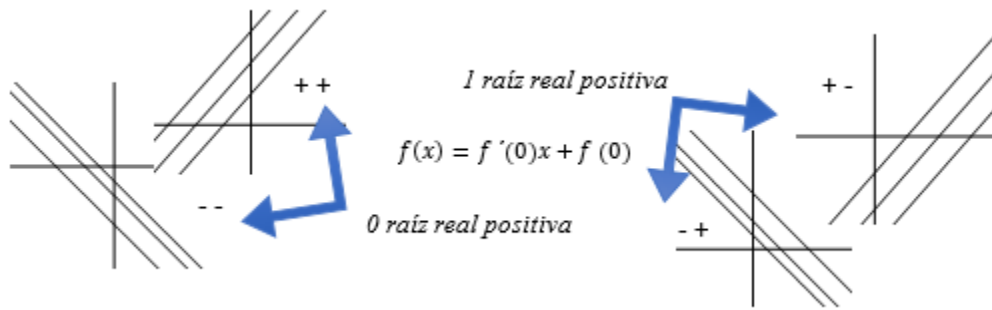 + +
1 raíz real positiva
+ -
f(x) = f ´(0)x + f (0)
- -
0 raíz real positiva
- +